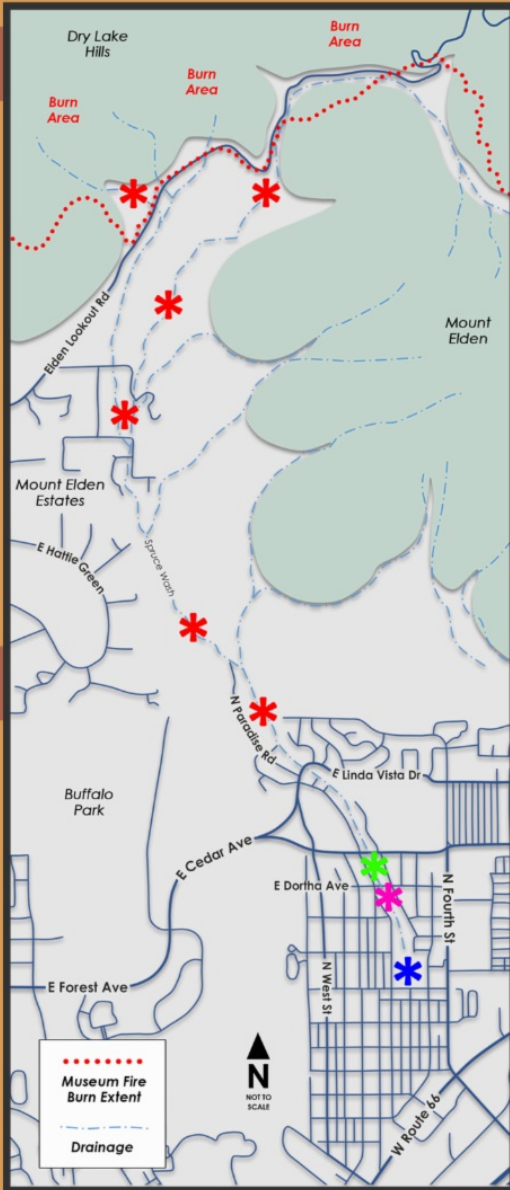 Dry Lake
Hills
Burn
Area
Burn
Area
Burn
Area
Elden Lookout Rd
Mount
Elden
Mount Elden
Estates
E Hattie Green
Spruce Wash
N Paradise Rd
E Linda Vista Dr
Buffalo
Park
E Cedar Ave
E Dortha Ave
N Fourth St
N West St
E Forest Ave
N
NOT TO
SCALE
W Route 66
Museum Fire
Burn Extent
Drainage